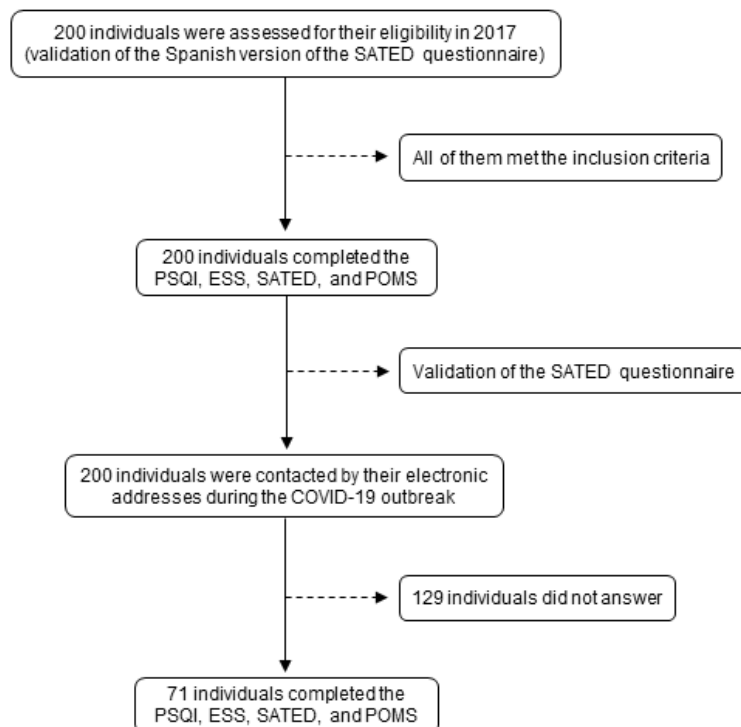 200 individuals were assessed for their eligibility in 2017
(validation of the Spanish version of the SATED questionnaire)
All of them met the inclusion criteria
200 individuals completed the
PSQI, ESS, SATED, and POMS
Validation of the SATED questionnaire
200 individuals were contacted by their electronic
addresses during the COVID-19 outbreak
129 individuals did not answer
71 individuals completed the
PSQI, ESS, SATED, and POMS